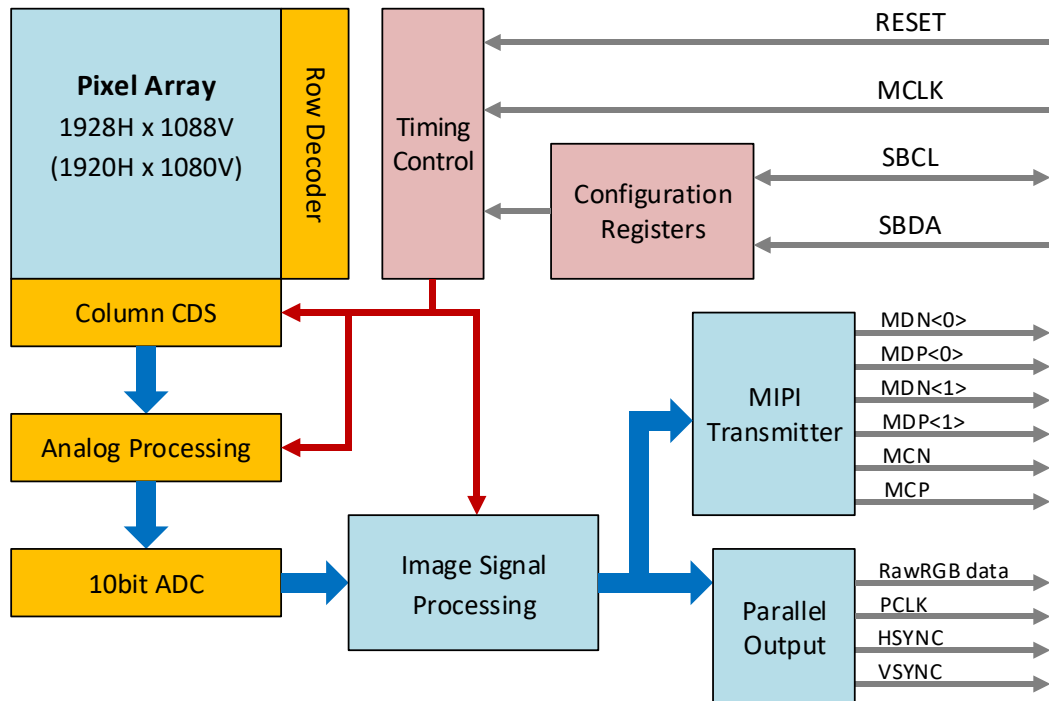 Pixel Array
1928H x 1088V
(1920H x 1080V)
Row Decoder
Column CDS
Analog Processing
10bit ADC
Timing
Control
Configuration
Registers
RESET
MCLK
SBCL
SBDA
Image Signal
Processing
MIPI
Transmitter
MDN<0>
MDP<0>
MDN<1>
MDP<1>
MCN
MCP
Parallel
Output
RawRGB data
PCLK
HSYNC
VSYNC